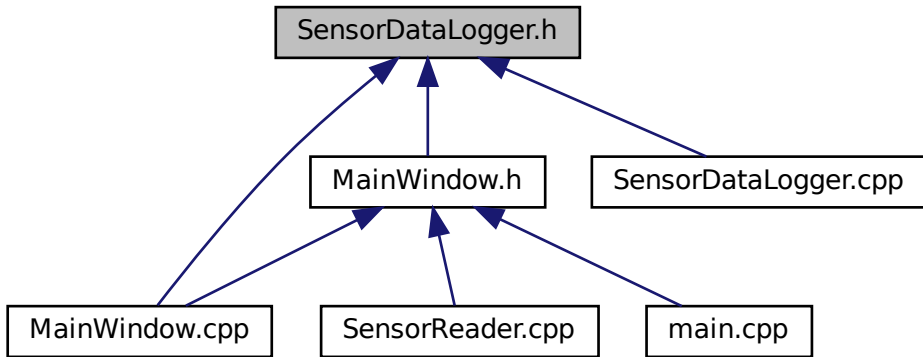 SensorDataLogger.h
MainWindow.h
SensorDataLogger.cpp
MainWindow.cpp
SensorReader.cpp
main.cpp